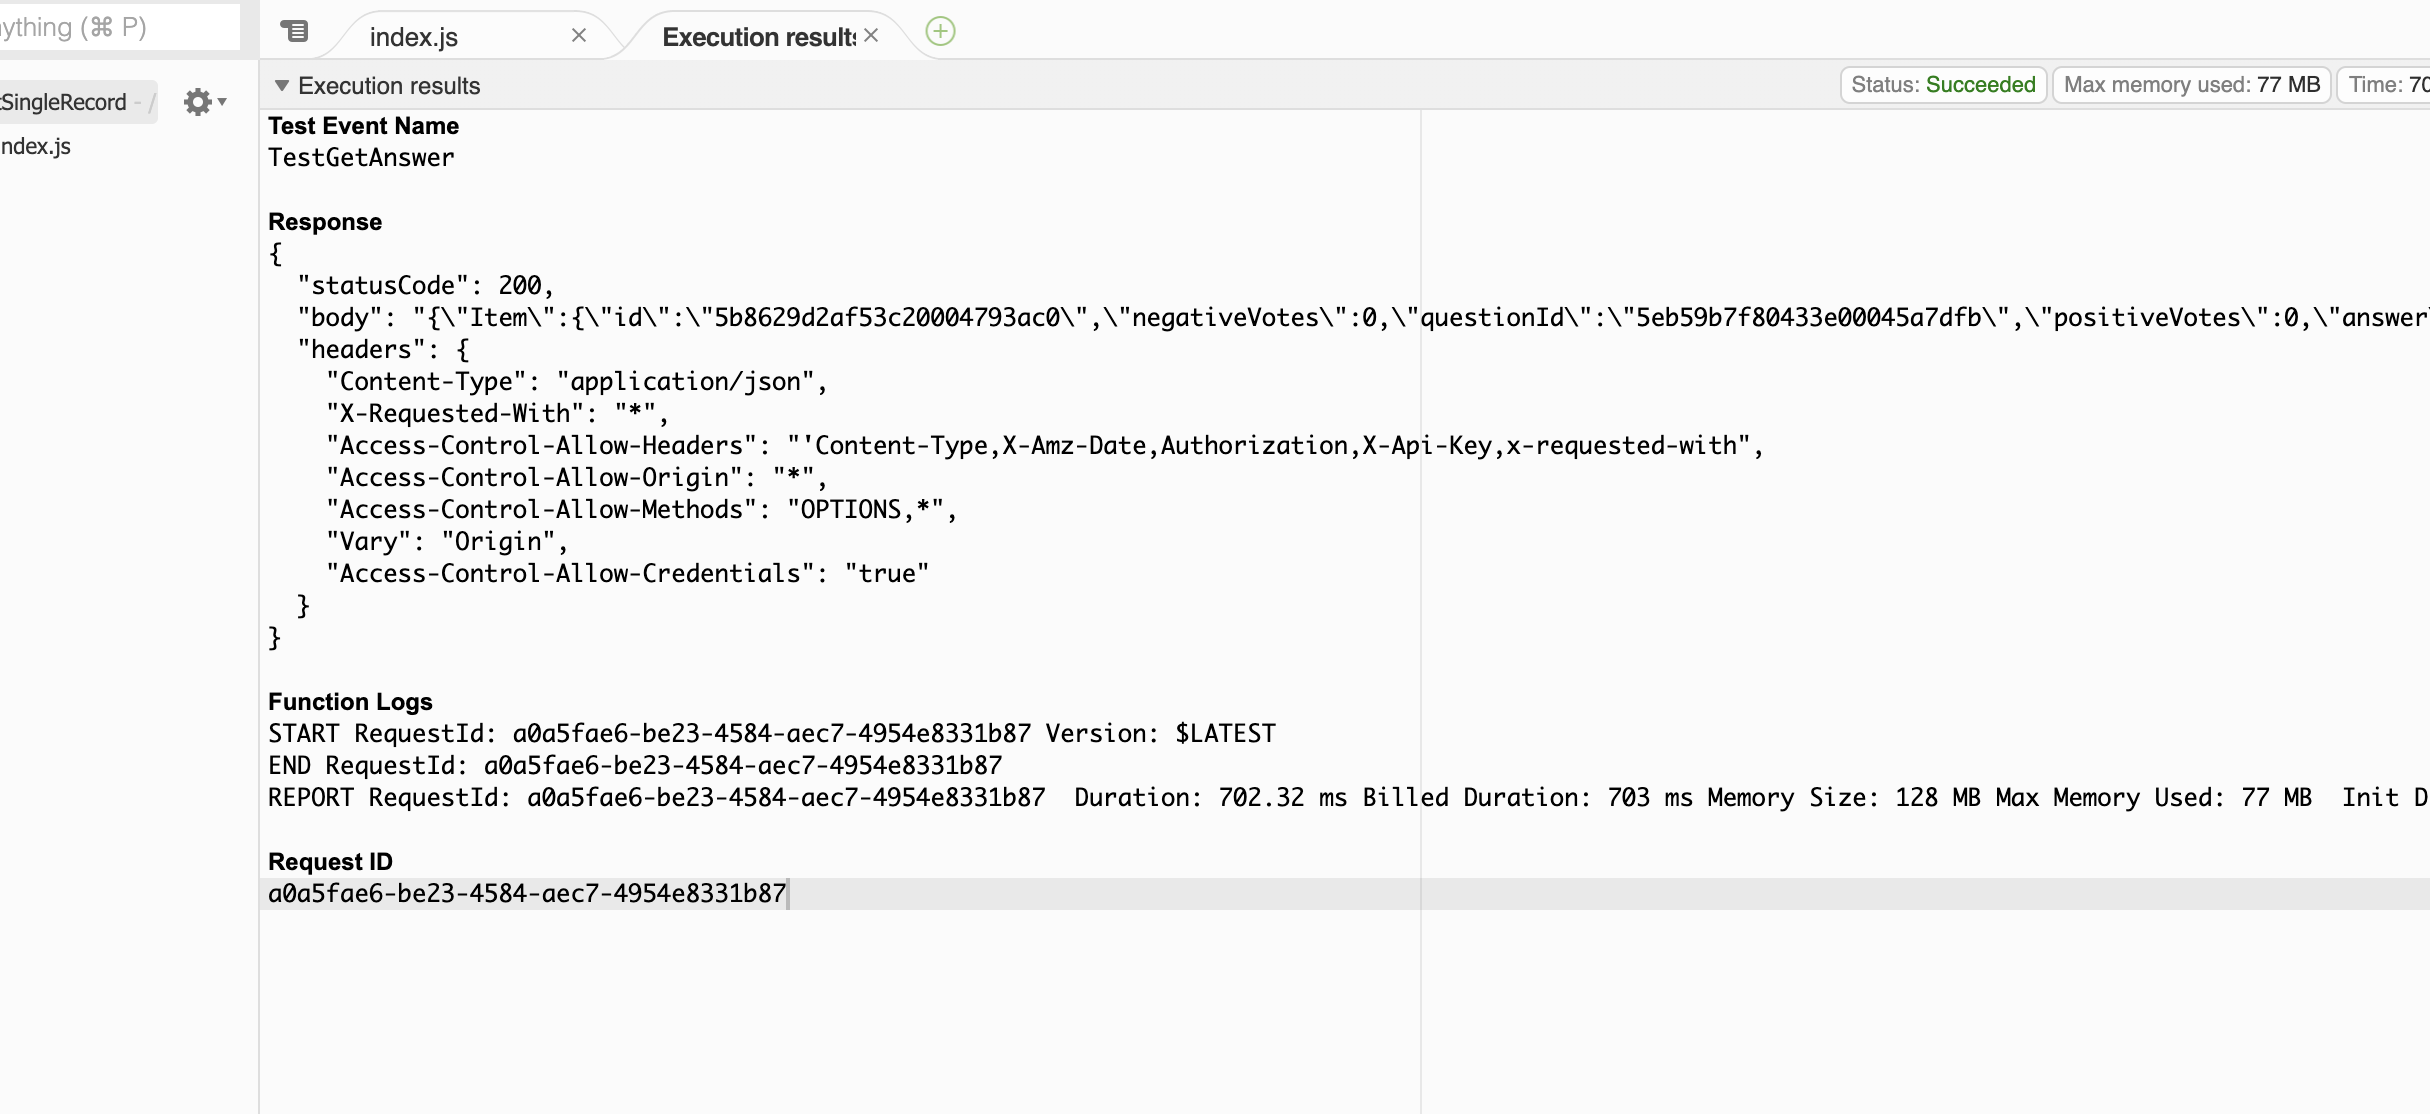 ything (⌘ P)
index.js
Execution results
Execution results
Status: Succeeded
Max memory used: 77 MB
Time: 70
tSingleRecord - /
ndex.js
Test Event Name
TestGetAnswer
Response
{
"statusCode": 200,
"body": "{\"Item\":{\"id\":\"5b8629d2af53c20004793ac0\",\"negativeVotes\":0,\"questionId\":\"5eb59b7f80433e00045a7dfb\",\"positiveVotes\":0,\"answer\
"headers": {
"Content-Type": "application/json",
"X-Requested-With": "*",
"Access-Control-Allow-Headers": "'Content-Type,X-Amz-Date,Authorization,X-Api-Key,x-requested-with",
"Access-Control-Allow-Origin": "*",
"Access-Control-Allow-Methods": "OPTIONS,*",
"Vary": "Origin",
"Access-Control-Allow-Credentials": "true"
}
}
Function Logs
START RequestId: a0a5fae6-be23-4584-aec7-4954e8331b87 Version: $LATEST
END RequestId: a0a5fae6-be23-4584-aec7-4954e8331b87
REPORT RequestId: a0a5fae6-be23-4584-aec7-4954e8331b87  Duration: 702.32 ms Billed Duration: 703 ms Memory Size: 128 MB Max Memory Used: 77 MB  Init D
Request ID
a0a5fae6-be23-4584-aec7-4954e8331b87